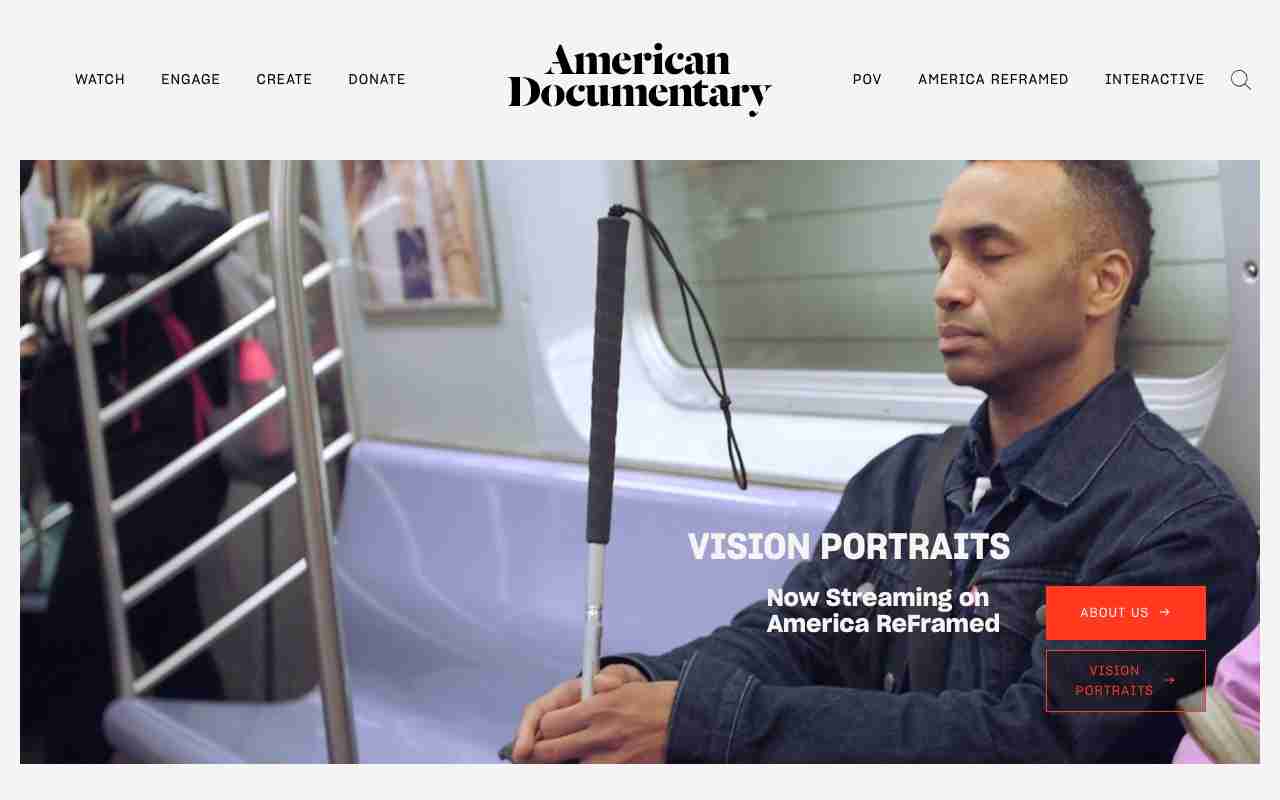 WATCH ENGAGE CREATE DONATE
American
Documentary
POV AMERICA REFRAMED INTERACTIVE
VISION PORTRAITS
Now Streaming on
America ReFramed
ABOUT US →
VISION
PORTRAITS →